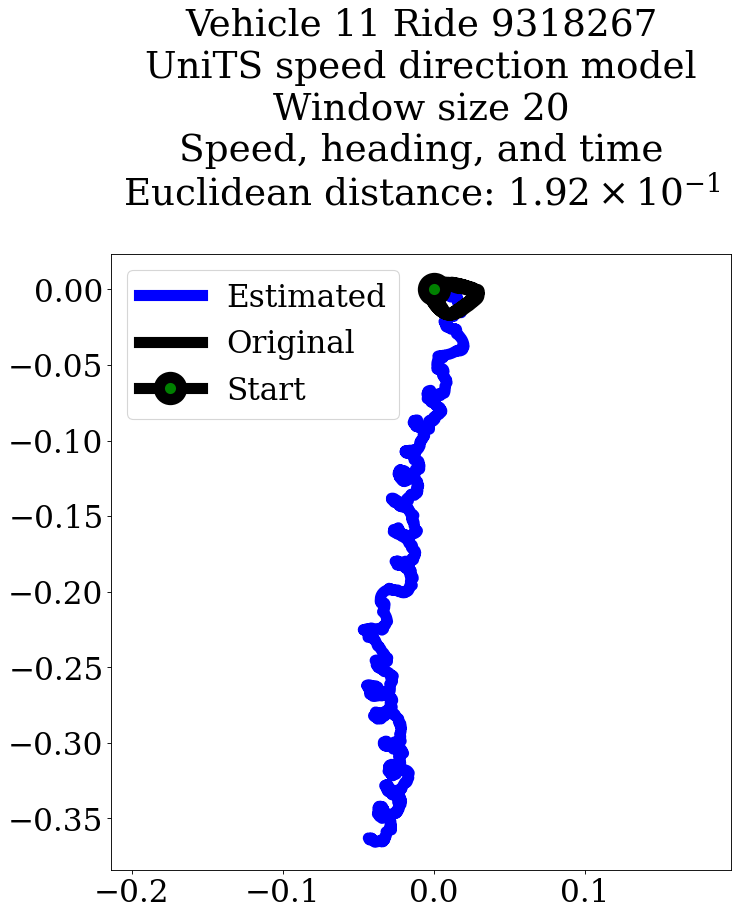 Vehicle 11 Ride 9318267
UniTS speed direction model
Window size 20
Speed, heading, and time
Euclidean distance: 1.92 × 10⁻¹
Estimated
Original
Start
0.00
−0.05
−0.10
−0.15
−0.20
−0.25
−0.30
−0.35
−0.2 −0.1 0.0 0.1